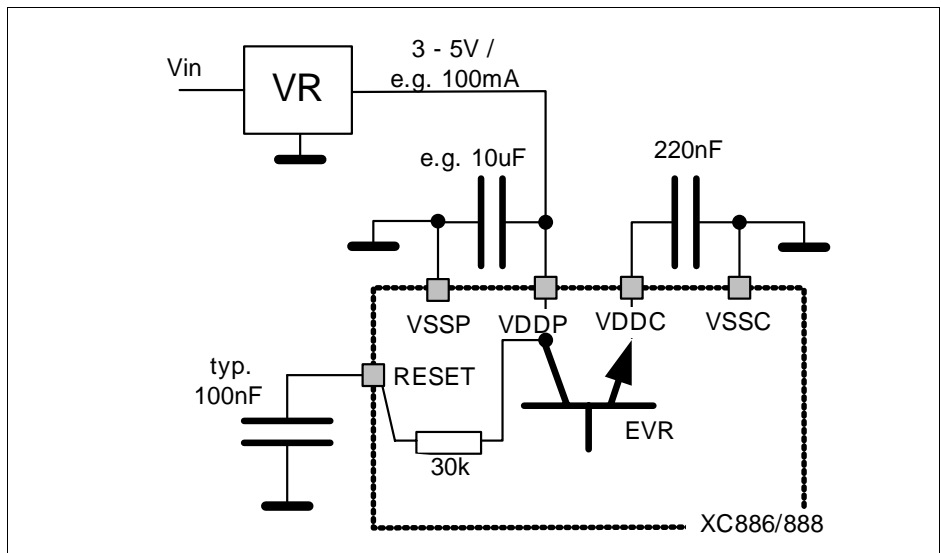 Vin
VR
3 - 5V /
e.g. 100mA
e.g. 10uF
220nF
VSSP
VDDP
VDDC
VSSC
typ.
100nF
RESET
30k
EVR
XC886/888